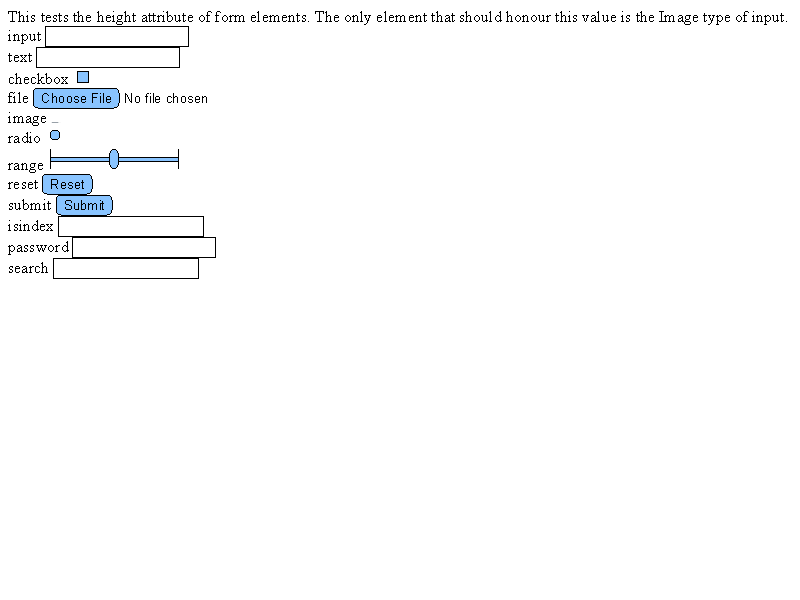 This tests the height attribute of form elements. The only element that should honour this value is the Image type of input.
input
text
checkbox
file Choose File No file chosen
image
radio
range
reset Reset
submit Submit
isindex
password
search